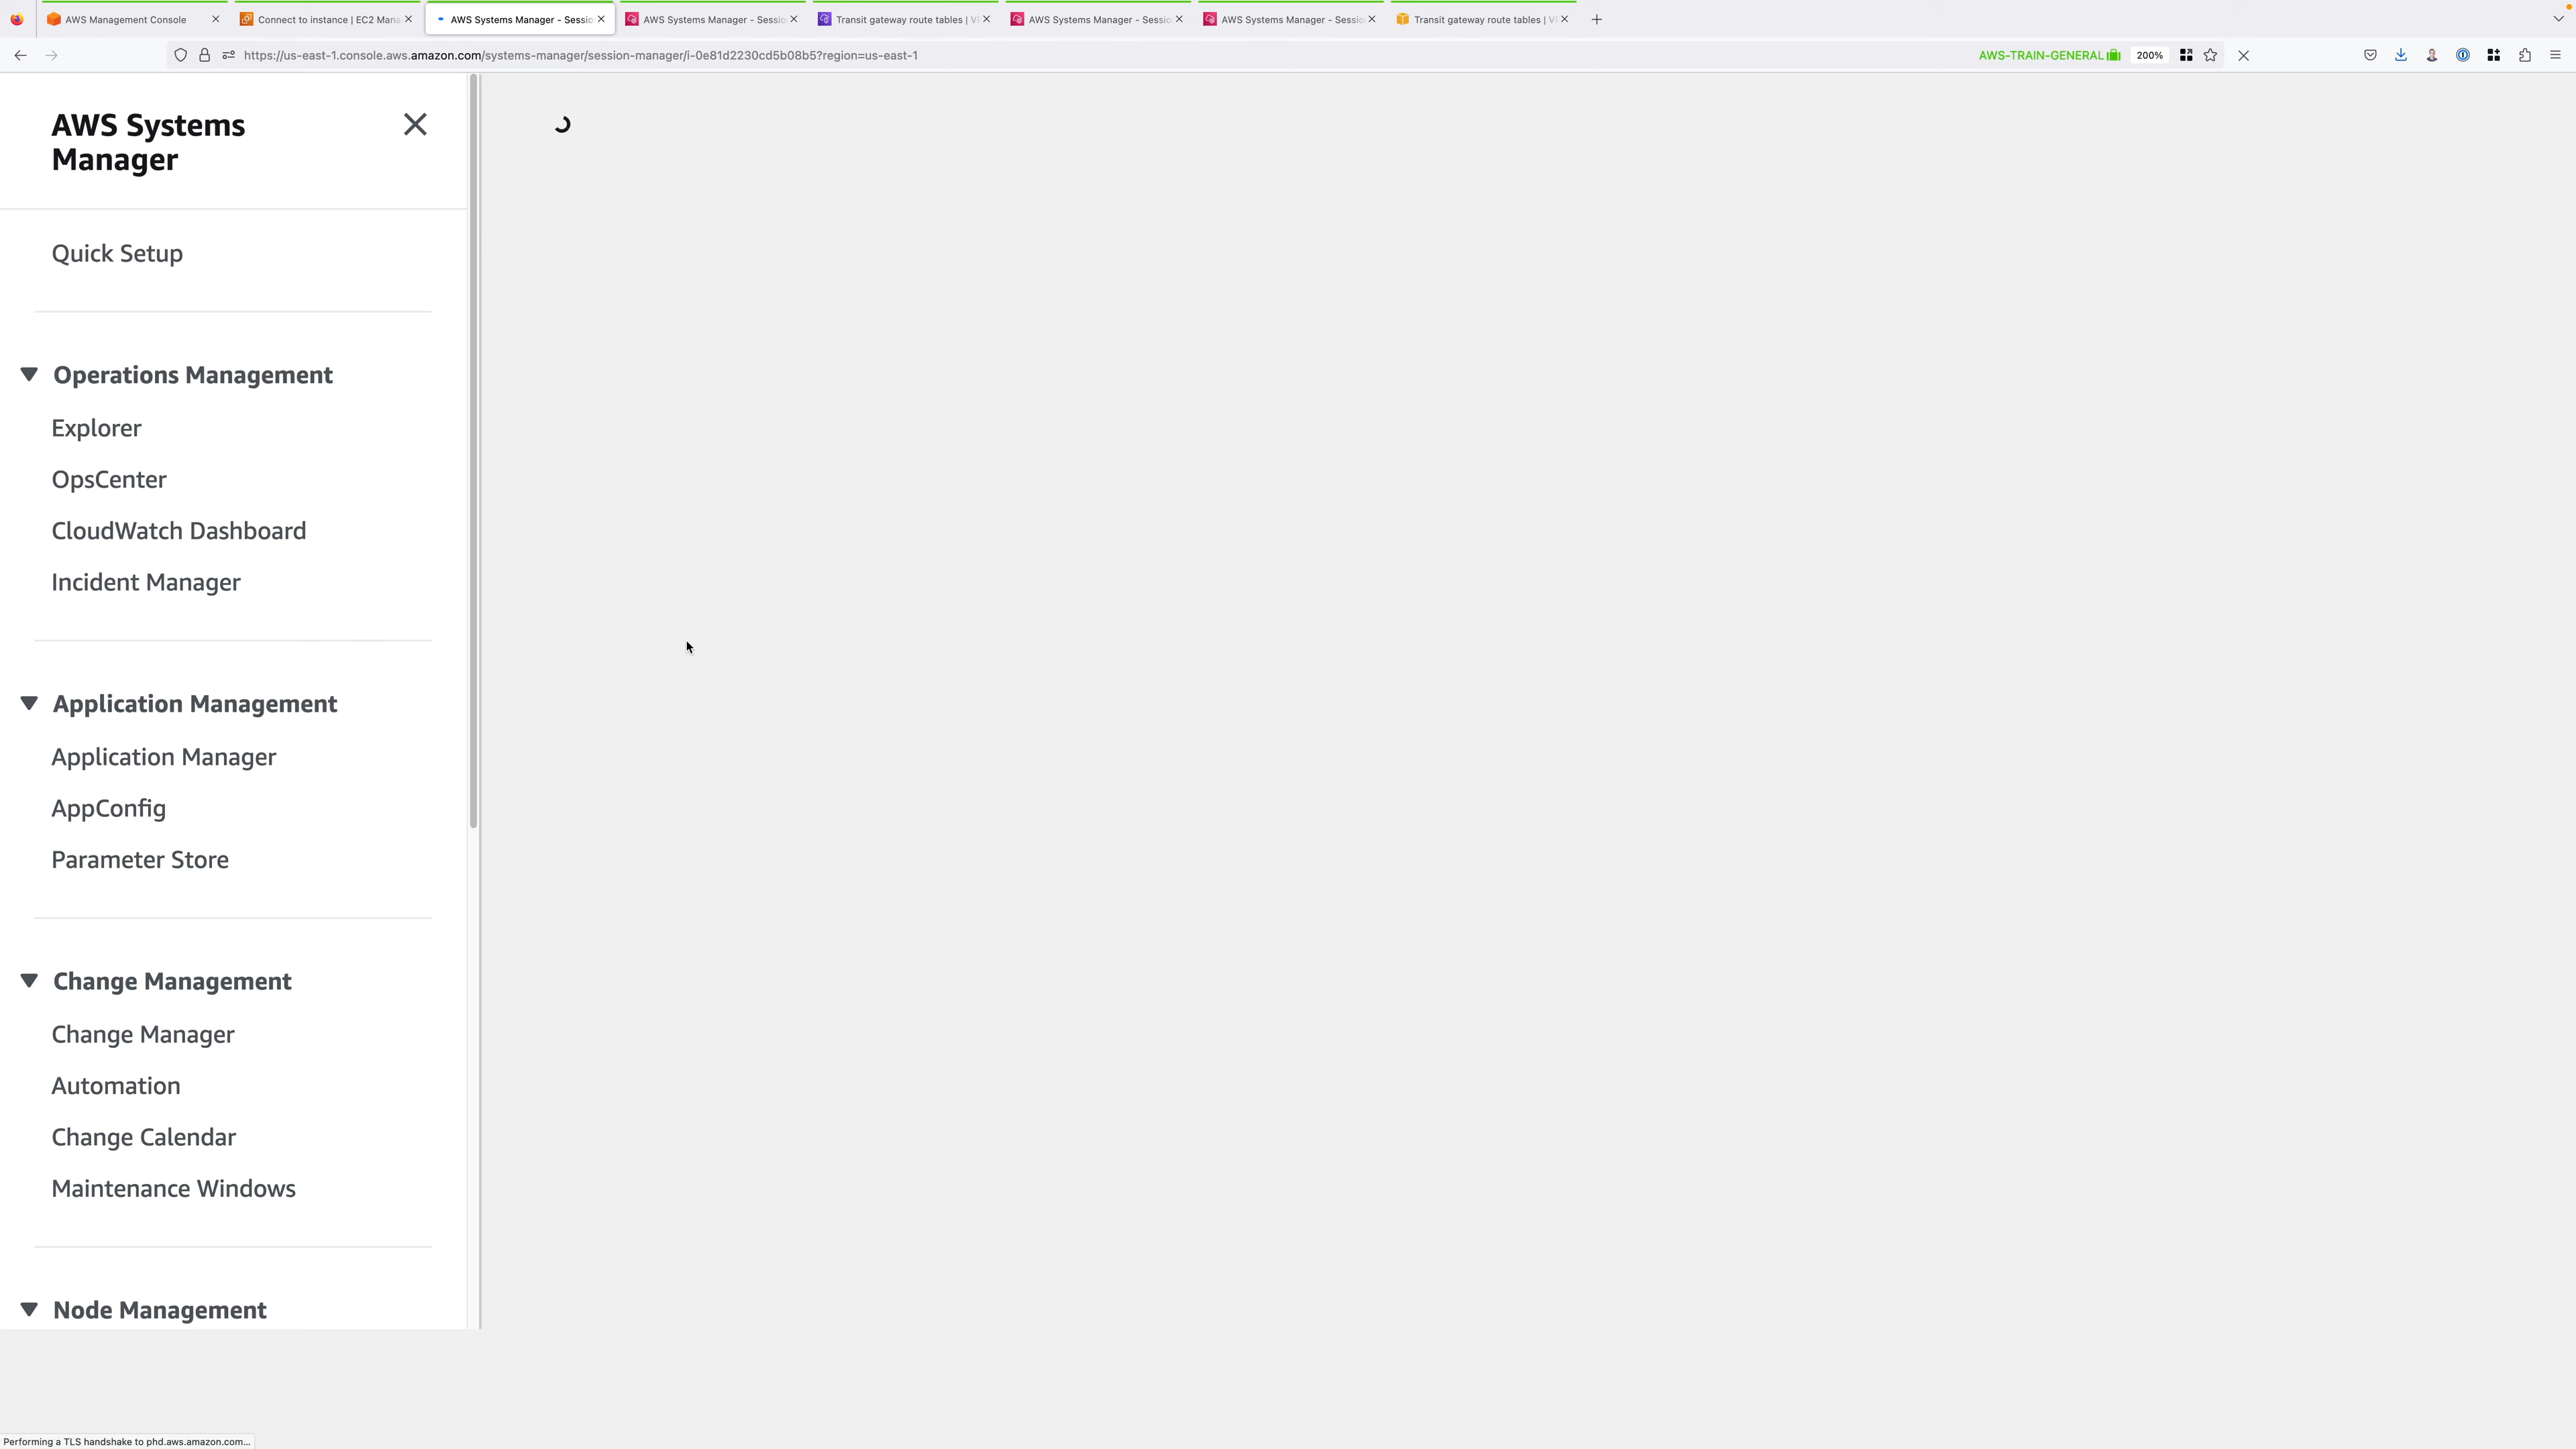 AWS Management Console
Connect to instance | EC2 Mana
AWS Systems Manager - Sessio
AWS Systems Manager - Sessio
Transit gateway route tables | V
AWS Systems Manager - Sessio
AWS Systems Manager - Sessio
Transit gateway route tables | V
https://us-east-1.console.aws.amazon.com/systems-manager/session-manager/i-0e81d2230cd5b08b5?region=us-east-1
AWS-TRAIN-GENERAL
200%
AWS Systems
Manager
Quick Setup
Operations Management
Explorer
OpsCenter
CloudWatch Dashboard
Incident Manager
Application Management
Application Manager
AppConfig
Parameter Store
Change Management
Change Manager
Automation
Change Calendar
Maintenance Windows
Node Management
Performing a TLS handshake to phd.aws.amazon.com...